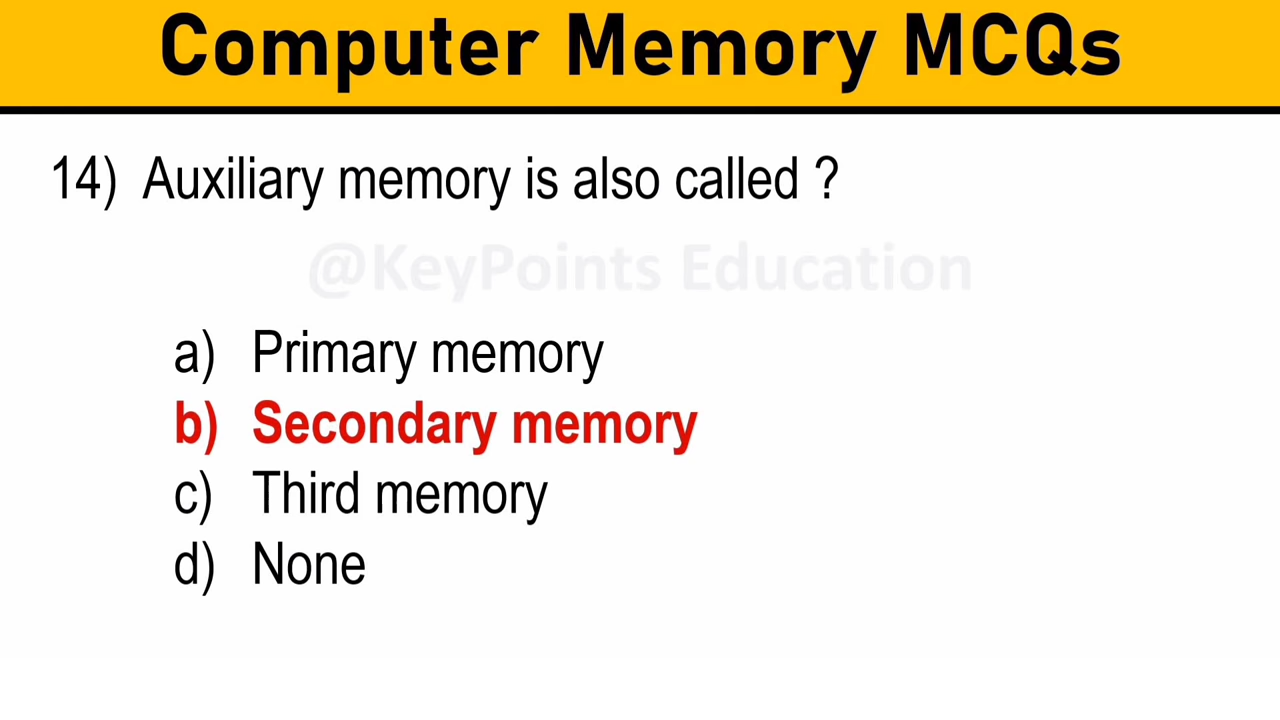 Computer Memory MCQs
14) Auxiliary memory is also called ?
@KeyPoints Education
a) Primary memory
b) Secondary memory
c) Third memory
d) None